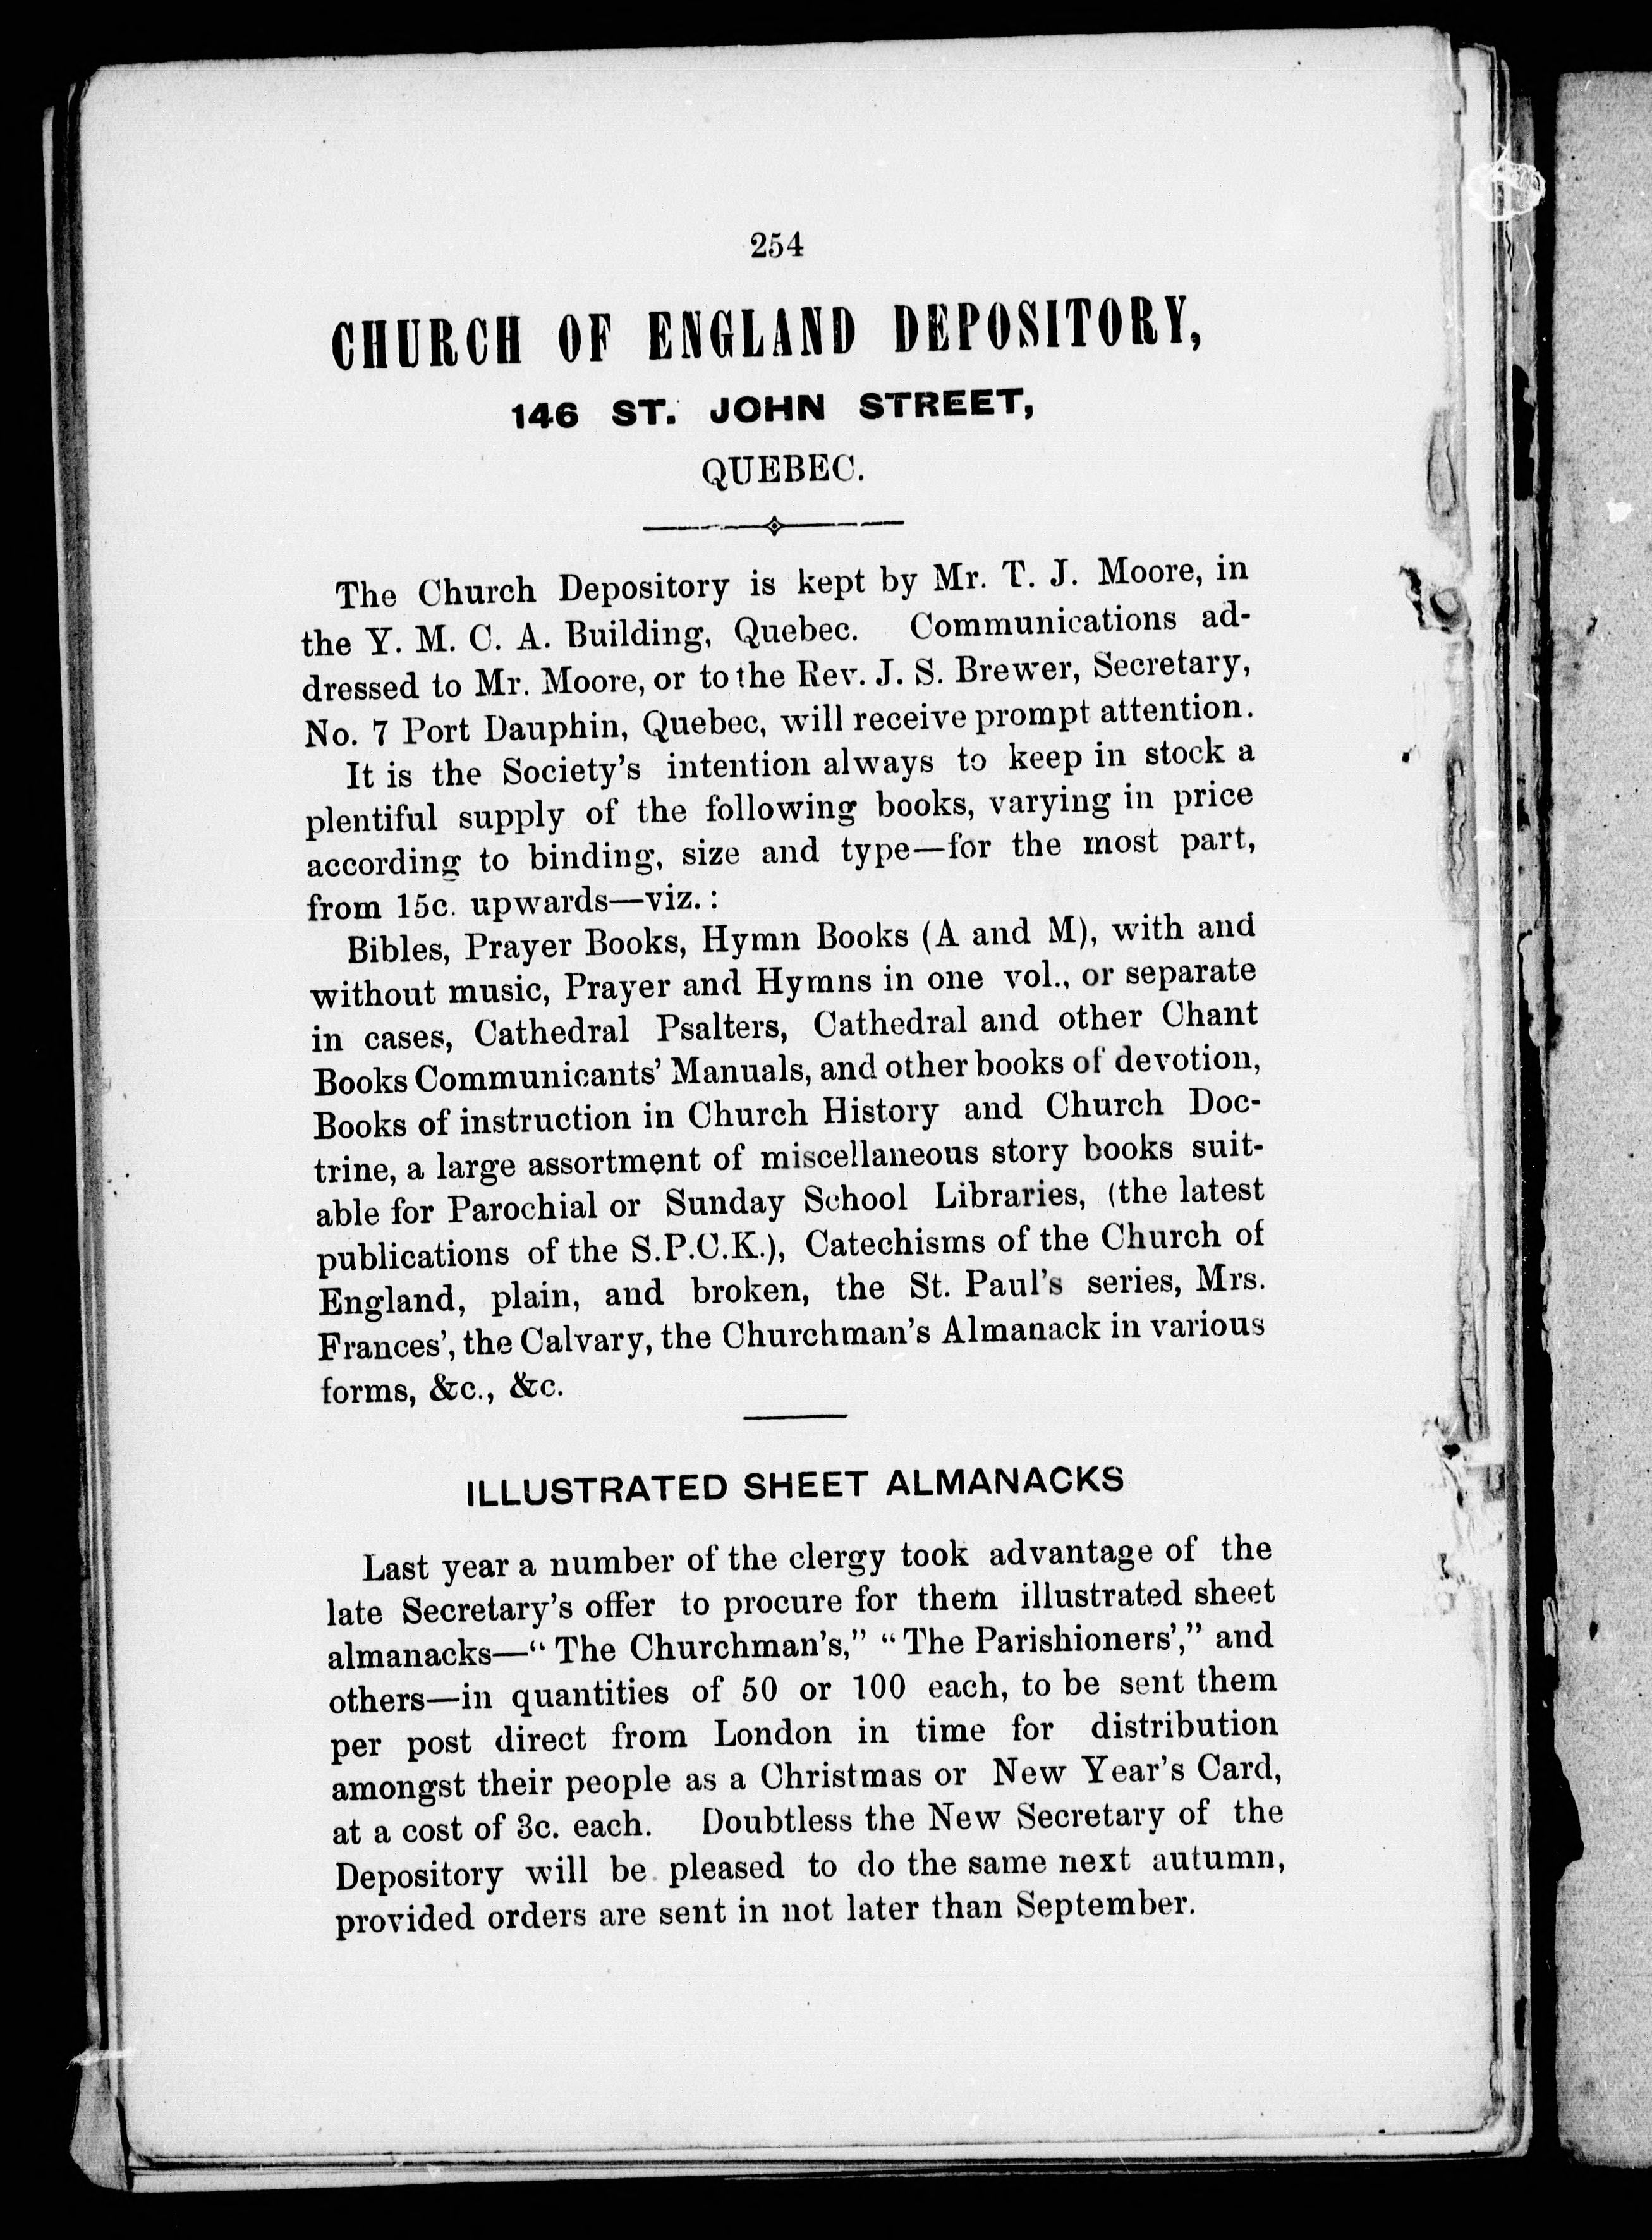 254
CHURCH OF ENGLAND DEPOSITORY,
146 ST. JOHN STREET,
QUEBEC.
The Church Depository is kept by Mr. T. J. Moore, in
the Y. M. C. A. Building, Quebec. Communications ad-
dressed to Mr. Moore, or to the Rev. J. S. Brewer, Secretary,
No. 7 Port Dauphin, Quebec, will receive prompt attention.
It is the Society's intention always to keep in stock a
plentiful supply of the following books, varying in price
according to binding, size and type—for the most part,
from 15c. upwards—viz. :
Bibles, Prayer Books, Hymn Books (A and M), with and
without music, Prayer and Hymns in one vol., or separate
in cases, Cathedral Psalters, Cathedral and other Chant
Books Communicants' Manuals, and other books of devotion,
Books of instruction in Church History and Church Doc-
trine, a large assortment of miscellaneous story books suit-
able for Parochial or Sunday School Libraries, (the latest
publications of the S.P.C.K.), Catechisms of the Church of
England, plain, and broken, the St. Paul's series, Mrs.
Frances', the Calvary, the Churchman's Almanack in various
forms, &c., &c.
ILLUSTRATED SHEET ALMANACKS
Last year a number of the clergy took advantage of the
late Secretary's offer to procure for them illustrated sheet
almanacks—" The Churchman's," " The Parishioners'," and
others—in quantities of 50 or 100 each, to be sent them
per post direct from London in time for distribution
amongst their people as a Christmas or New Year's Card,
at a cost of 3c. each. Doubtless the New Secretary of the
Depository will be pleased to do the same next autumn,
provided orders are sent in not later than September.